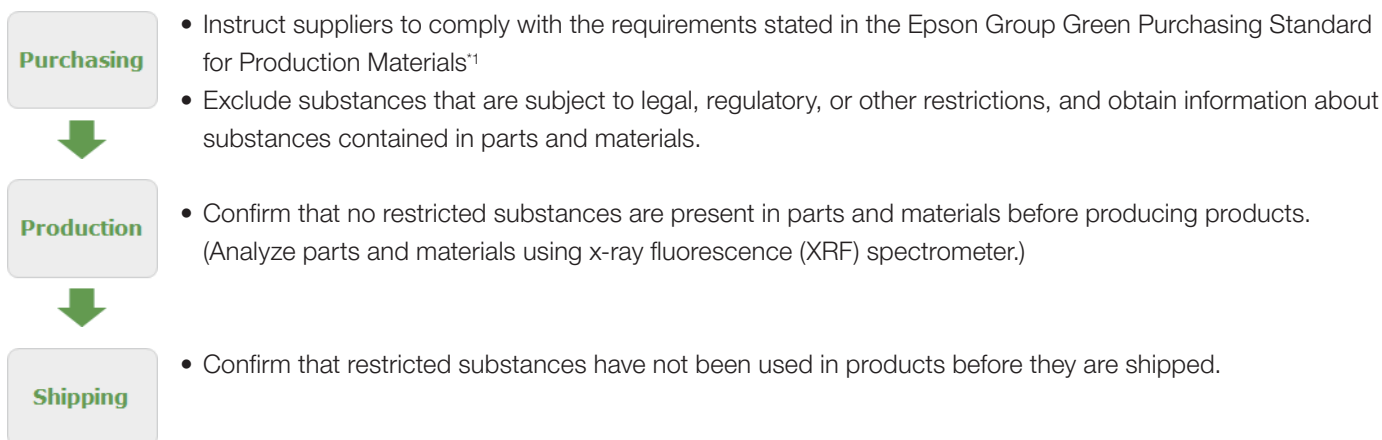 Purchasing
• Instruct suppliers to comply with the requirements stated in the Epson Group Green Purchasing Standard
for Production Materials*1
• Exclude substances that are subject to legal, regulatory, or other restrictions, and obtain information about
substances contained in parts and materials.
Production
• Confirm that no restricted substances are present in parts and materials before producing products.
(Analyze parts and materials using x-ray fluorescence (XRF) spectrometer.)
Shipping
• Confirm that restricted substances have not been used in products before they are shipped.